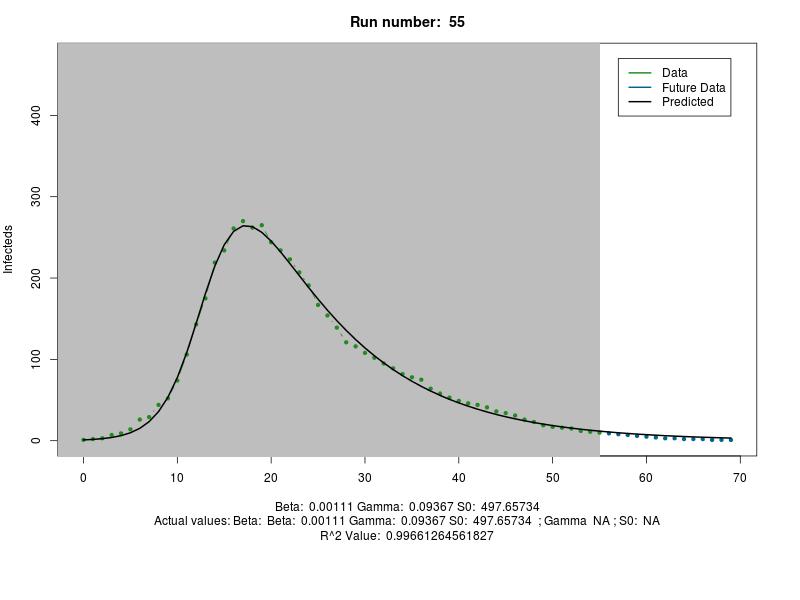 Run number: 55
Data
Future Data
Predicted
400
300
200
100
0
Infecteds
0 10 20 30 40 50 60 70
Beta: 0.00111 Gamma: 0.09367 S0: 497.65734
Actual values: Beta: Beta: 0.00111 Gamma: 0.09367 S0: 497.65734 ; Gamma NA ; S0: NA
R^2 Value: 0.99661264561827